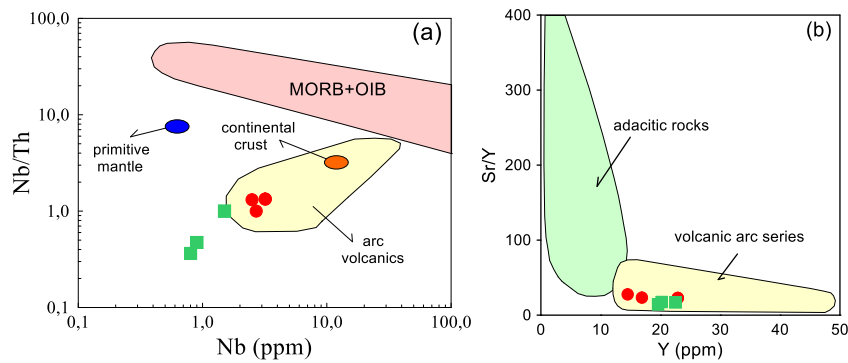 100,0
10,0
1,0
0,1
Nb/Th
(a)
MORB+OIB
primitive
mantle
continental
crust
arc
volcanics
0,1
1,0
10,0
100,0
Nb (ppm)
400
300
200
100
0
Sr/Y
(b)
adacitic rocks
volcanic arc series
0
10
20
30
40
50
Y (ppm)